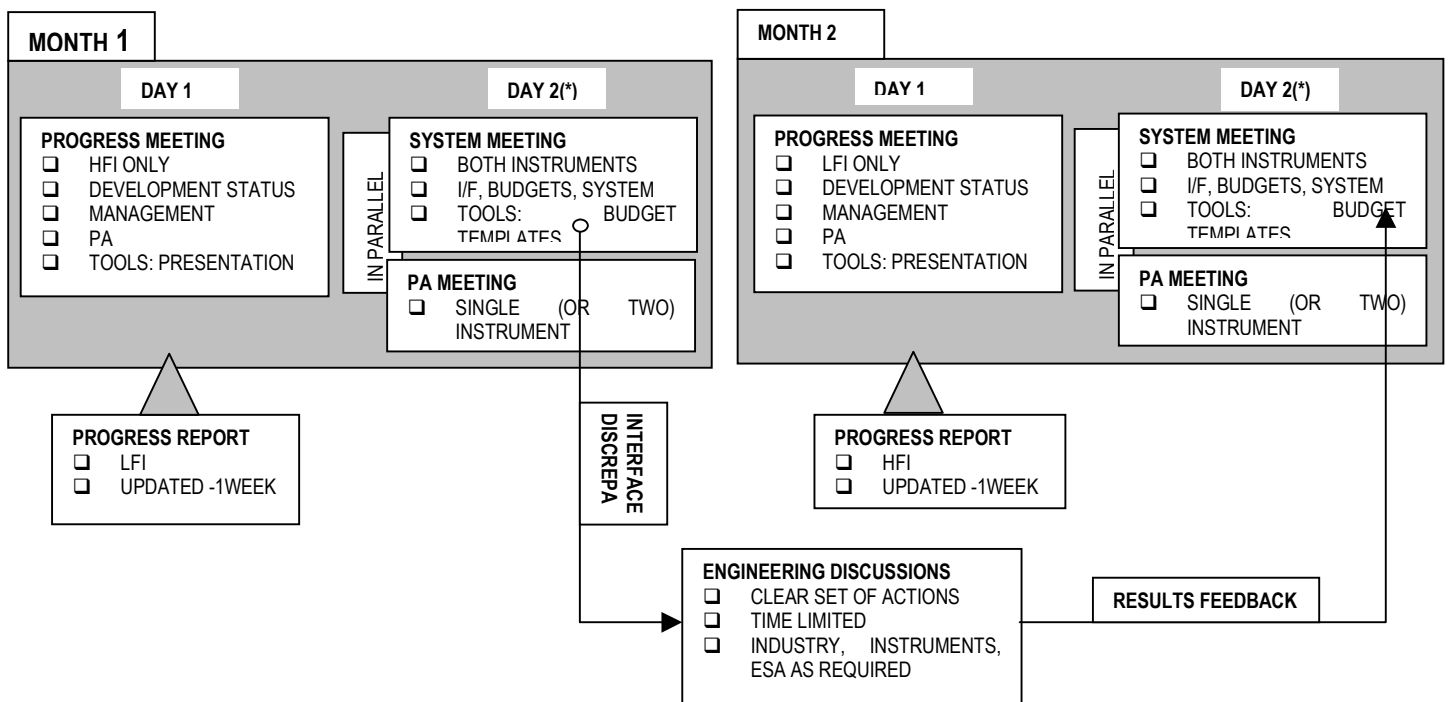 MONTH 1
DAY 1
DAY 2(*)
PROGRESS MEETING
❑ HFI ONLY
❑ DEVELOPMENT STATUS
❑ MANAGEMENT
❑ PA
❑ TOOLS: PRESENTATION
IN PARALLEL
SYSTEM MEETING
❑ BOTH INSTRUMENTS
❑ I/F, BUDGETS, SYSTEM
❑ TOOLS: BUDGET
TEMPLATES
PA MEETING
❑ SINGLE (OR TWO)
INSTRUMENT
PROGRESS REPORT
❑ LFI
❑ UPDATED -1WEEK
INTERFACE
DISCREPA
MONTH 2
DAY 1
DAY 2(*)
PROGRESS MEETING
❑ LFI ONLY
❑ DEVELOPMENT STATUS
❑ MANAGEMENT
❑ PA
❑ TOOLS: PRESENTATION
IN PARALLEL
SYSTEM MEETING
❑ BOTH INSTRUMENTS
❑ I/F, BUDGETS, SYSTEM
❑ TOOLS: BUDGET
TEMPLATES
PA MEETING
❑ SINGLE (OR TWO)
INSTRUMENT
PROGRESS REPORT
❑ HFI
❑ UPDATED -1WEEK
ENGINEERING DISCUSSIONS
❑ CLEAR SET OF ACTIONS
❑ TIME LIMITED
❑ INDUSTRY, INSTRUMENTS,
ESA AS REQUIRED
RESULTS FEEDBACK